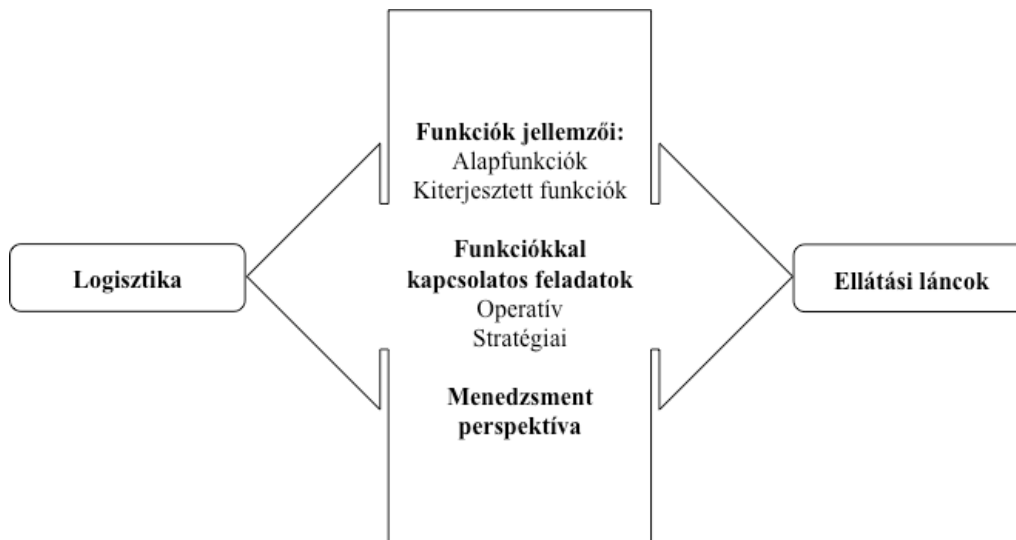 Funkciók jellemzői:
Alapfunkciók
Kiterjesztett funkciók
Funkciókkal
kapcsolatos feladatok
Operatív
Stratégiai
Menedzsment
perspektíva
Logisztika
Ellátási láncok